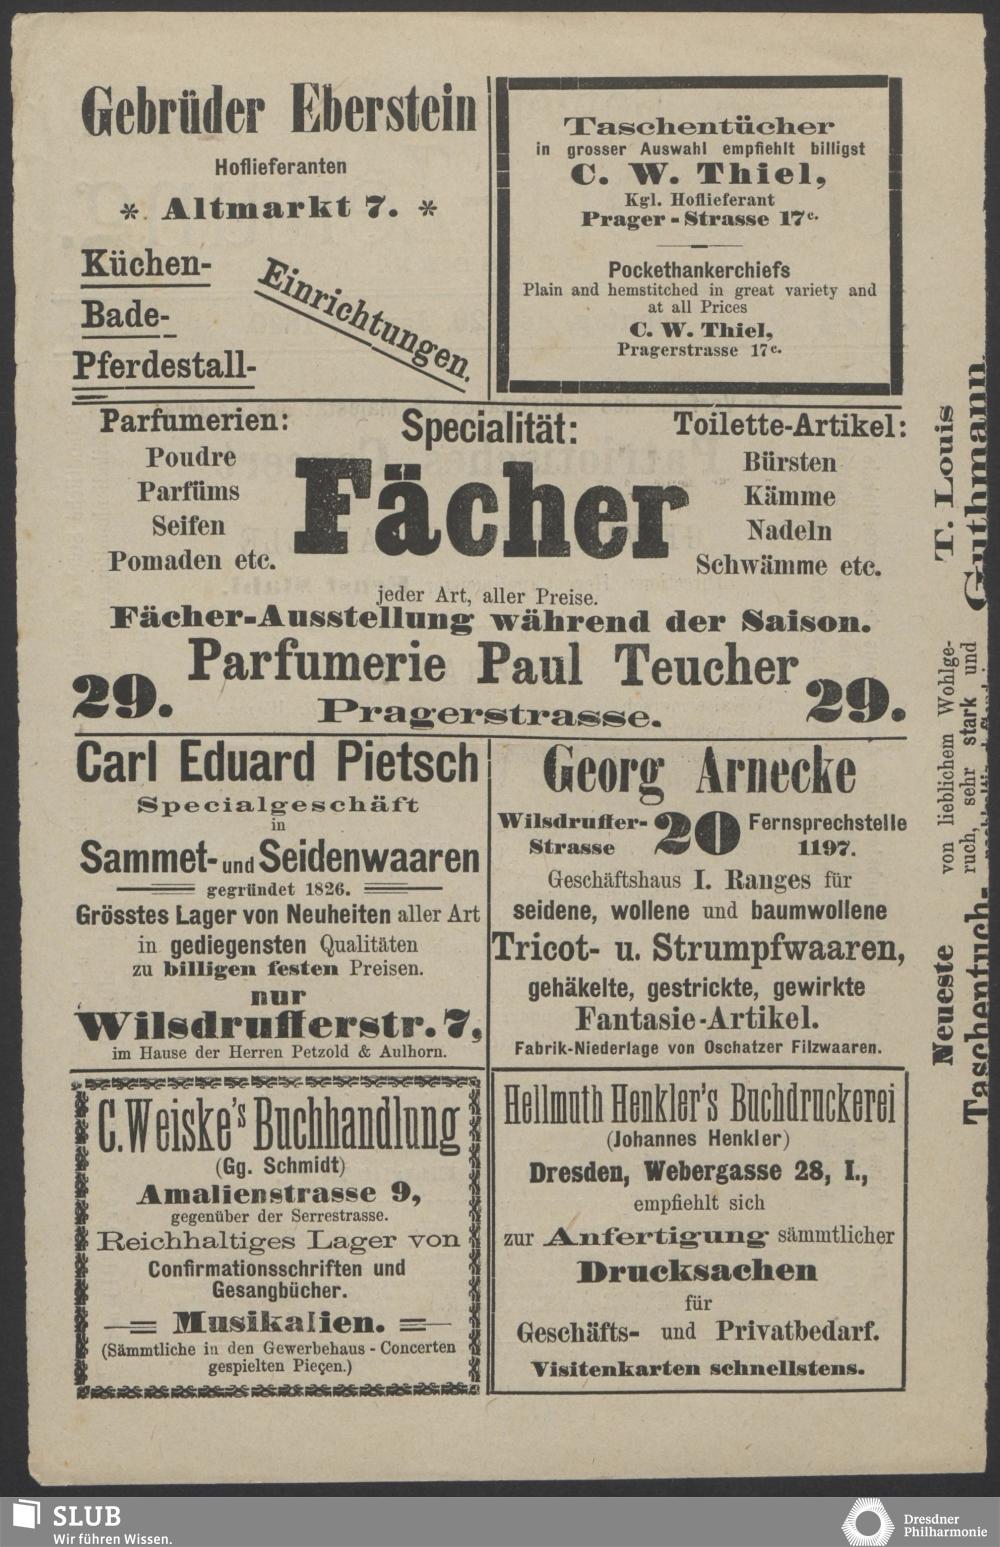 Gebrüder Eberstein
Hoflieferanten
* Altmarkt 7. *
Küchen-
Bade-
Pferdestall-
Einrichtungen.
Taschentücher
in grosser Auswahl empfiehlt billigst
C. W. Thiel,
Kgl. Hoflieferant
Prager-Strasse 17c.
Pockethankerchiefs
Plain and hemstitched in great variety and
at all Prices
C. W. Thiel,
Pragerstrasse 17c.
Parfumerien:
Poudre
Parfüms
Seifen
Pomaden etc.
Specialität:
Fächer
Toilette-Artikel:
Bürsten
Kämme
Nadeln
Schwämme etc.
jeder Art, aller Preise.
Fächer-Ausstellung während der Saison.
29. Parfumerie Paul Teucher 29.
Pragerstrasse.
Carl Eduard Pietsch
Specialgeschäft
in
Sammet- und Seidenwaaren
gegründet 1826.
Grösstes Lager von Neuheiten aller Art
in gediegensten Qualitäten
zu billigen festen Preisen.
nur
Wilsdrufferstr. 7,
im Hause der Herren Petzold & Aulhorn.
Georg Arnecke
Wilsdruffer-Strasse 20 Fernsprechstelle 1197.
Geschäftshaus I. Ranges für
seidene, wollene und baumwollene
Tricot- u. Strumpfwaaren,
gehäkelte, gestrickte, gewirkte
Fantasie-Artikel.
Fabrik-Niederlage von Oschatzer Filzwaaren.
C. Weiske's Buchhandlung
(Gg. Schmidt)
Amalienstrasse 9,
gegenüber der Serrestrasse.
Reichhaltiges Lager von
Confirmationsschriften und
Gesangbücher.
Musikalien.
(Sämmtliche in den Gewerbehaus-Concerten
gespielten Pieçen.)
Hellmuth Henkler's Buchdruckerei
(Johannes Henkler)
Dresden, Webergasse 28, I.,
empfiehlt sich
zur Anfertigung sämmtlicher
Drucksachen
für
Geschäfts- und Privatbedarf.
Visitenkarten schnellstens.
Neueste
Taschentuch-
von lieblichem Wohlge-
ruch, sehr stark und
T. Louis
Guthmann
SLUB
Wir führen Wissen.
Dresdner
Philharmonie